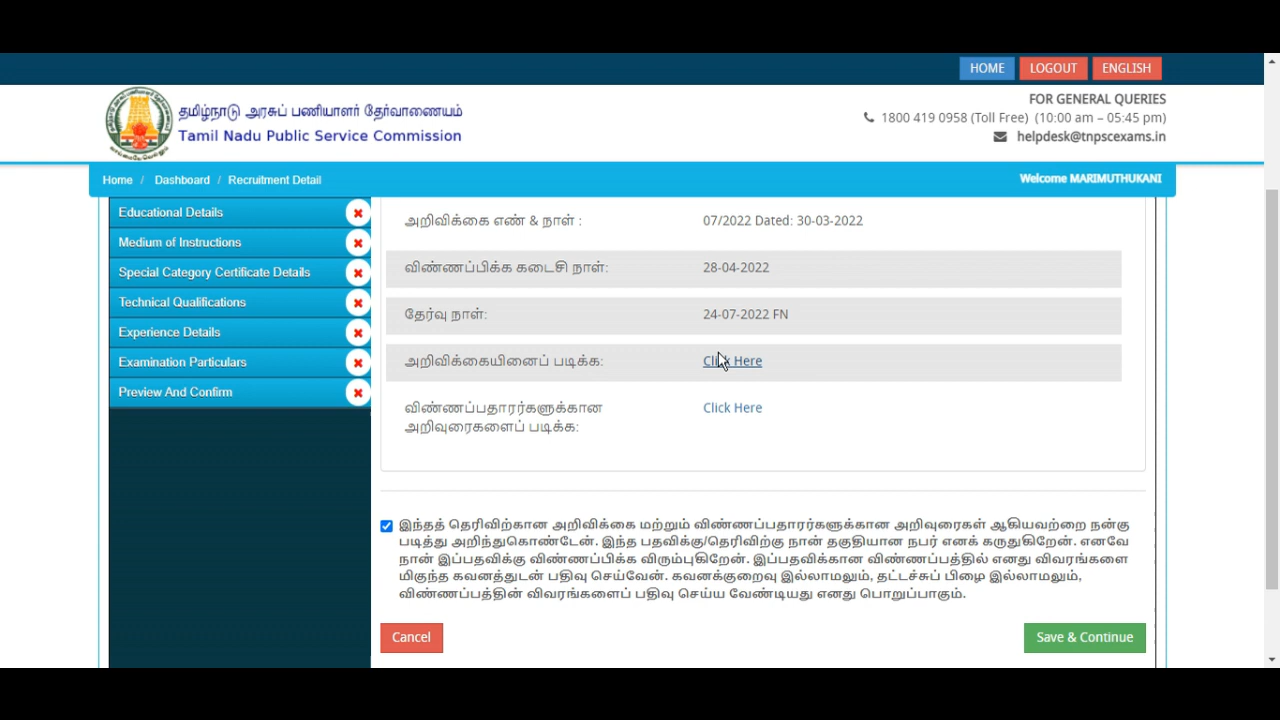 HOME LOGOUT ENGLISH
தமிழ்நாடு அரசுப் பணியாளர் தேர்வாணையம்
Tamil Nadu Public Service Commission
FOR GENERAL QUERIES
1800 419 0958 (Toll Free) (10:00 am – 05:45 pm)
helpdesk@tnpscexams.in
Home / Dashboard / Recruitment Detail
Welcome MARIMUTHUKANI
Educational Details
Medium of Instructions
Special Category Certificate Details
Technical Qualifications
Experience Details
Examination Particulars
Preview And Confirm
அறிவிக்கை எண் & நாள் : 07/2022 Dated: 30-03-2022
விண்ணப்பிக்க கடைசி நாள்: 28-04-2022
தேர்வு நாள்: 24-07-2022 FN
அறிவிக்கையினைப் படிக்க: Click Here
விண்ணப்பதாரர்களுக்கான Click Here
அறிவுரைகளைப் படிக்க:
இந்தத் தெரிவிற்கான அறிவிக்கை மற்றும் விண்ணப்பதாரர்களுக்கான அறிவுரைகள் ஆகியவற்றை நன்கு
படித்து அறிந்துகொண்டேன். இந்த பதவிக்கு/தெரிவிற்கு நான் தகுதியான நபர் எனக் கருதுகிறேன். எனவே
நான் இப்பதவிக்கு விண்ணப்பிக்க விரும்புகிறேன். இப்பதவிக்கான விண்ணப்பத்தில் எனது விவரங்களை
மிகுந்த கவனத்துடன் பதிவு செய்வேன். கவனக்குறைவு இல்லாமலும், தட்டச்சுப் பிழை இல்லாமலும்,
விண்ணப்பத்தின் விவரங்களைப் பதிவு செய்ய வேண்டியது எனது பொறுப்பாகும்.
Cancel Save & Continue